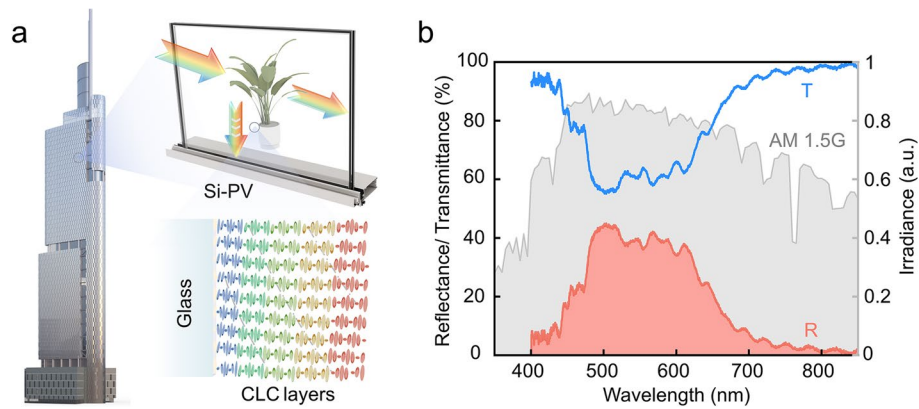 a
Si-PV
Glass
CLC layers
b
Reflectance/ Transmittance (%)
100
80
60
40
20
0
T
AM 1.5G
R
1
0.8
0.6
0.4
0.2
0
Irradiance (a.u.)
400 500 600 700 800
Wavelength (nm)